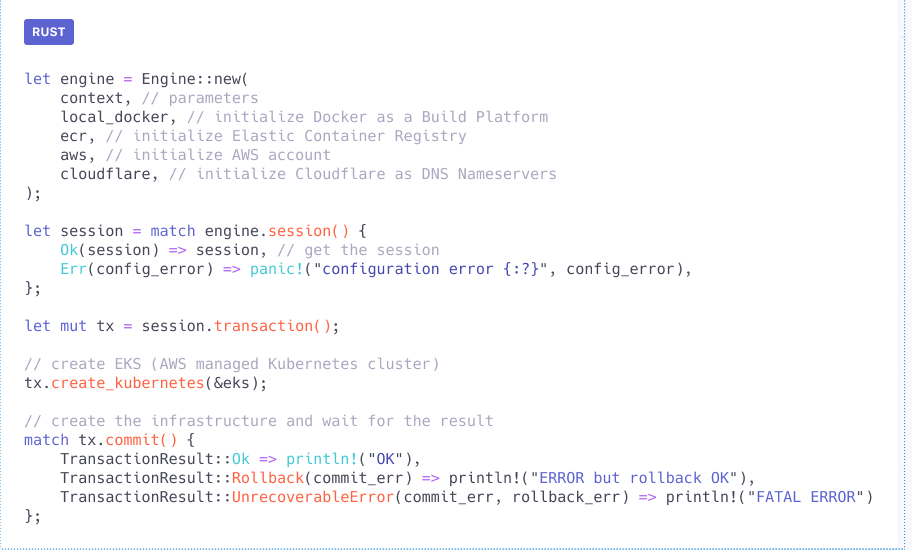 RUST
let engine = Engine::new(
    context, // parameters
    local_docker, // initialize Docker as a Build Platform
    ecr, // initialize Elastic Container Registry
    aws, // initialize AWS account
    cloudflare, // initialize Cloudflare as DNS Nameservers
);
let session = match engine.session() {
    Ok(session) => session, // get the session
    Err(config_error) => panic!("configuration error {:?}", config_error),
};
let mut tx = session.transaction();
// create EKS (AWS managed Kubernetes cluster)
tx.create_kubernetes(&eks);
// create the infrastructure and wait for the result
match tx.commit() {
    TransactionResult::Ok => println!("OK"),
    TransactionResult::Rollback(commit_err) => println!("ERROR but rollback OK"),
    TransactionResult::UnrecoverableError(commit_err, rollback_err) => println!("FATAL ERROR")
};